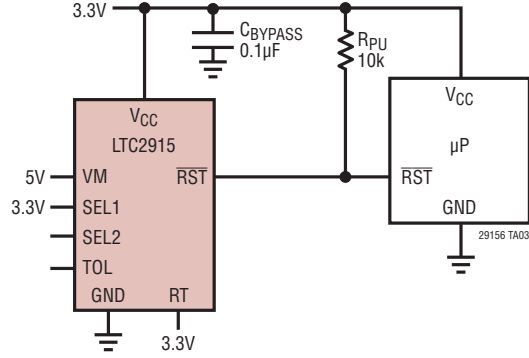 3.3V
CBYPASS
0.1µF
RPU
10k
VCC
LTC2915
VCC
µP
5V
VM
RST
RST
3.3V
SEL1
SEL2
GND
29156 TA03
TOL
GND
RT
3.3V